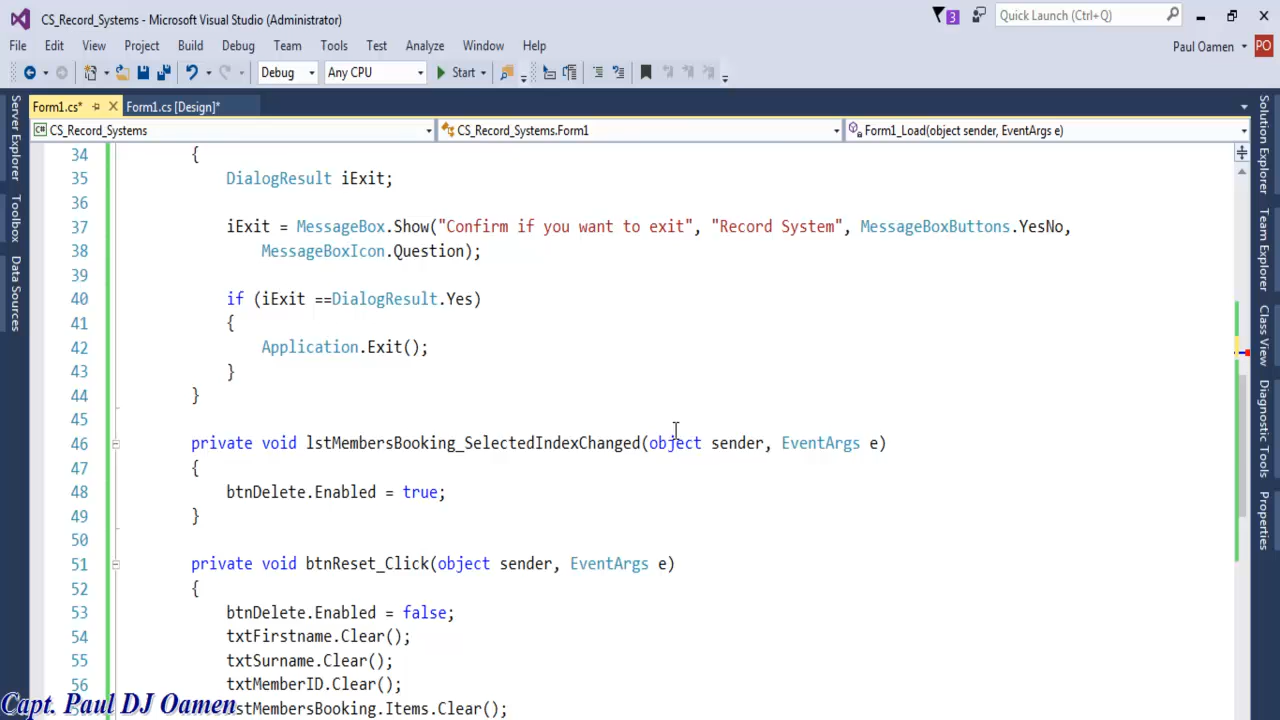 CS_Record_Systems - Microsoft Visual Studio (Administrator)
3
Quick Launch (Ctrl+Q)
File Edit View Project Build Debug Team Tools Test Analyze Window Help
Paul Oamen
PO
Debug
Any CPU
Start
Form1.cs*
Form1.cs [Design]*
CS_Record_Systems
CS_Record_Systems.Form1
Form1_Load(object sender, EventArgs e)
Server Explorer
Toolbox
Data Sources
34 {
35 DialogResult iExit;
36
37 iExit = MessageBox.Show("Confirm if you want to exit", "Record System", MessageBoxButtons.YesNo,
38 MessageBoxIcon.Question);
39
40 if (iExit ==DialogResult.Yes)
41 {
42 Application.Exit();
43 }
44 }
45
46 private void lstMembersBooking_SelectedIndexChanged(object sender, EventArgs e)
47 {
48 btnDelete.Enabled = true;
49 }
50
51 private void btnReset_Click(object sender, EventArgs e)
52 {
53 btnDelete.Enabled = false;
54 txtFirstname.Clear();
55 txtSurname.Clear();
56 txtMemberID.Clear();
stMembersBooking.Items.Clear();
Capt. Paul DJ Oamen
Solution Explorer
Team Explorer
Class View
Diagnostic Tools
Properties